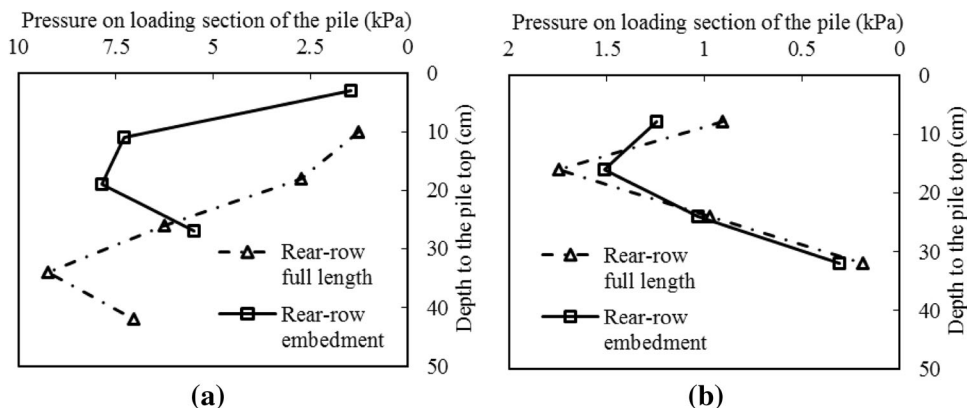 Pressure on loading section of the pile (kPa)
10 7.5 5 2.5 0
0
10
20
30
40
50
Depth to the pile top (cm)
Rear-row
full length
Rear-row
embedment
(a)
Pressure on loading section of the pile (kPa)
2 1.5 1 0.5 0
0
10
20
30
40
50
Depth to the pile top (cm)
Rear-row
full length
Rear-row
embedment
(b)